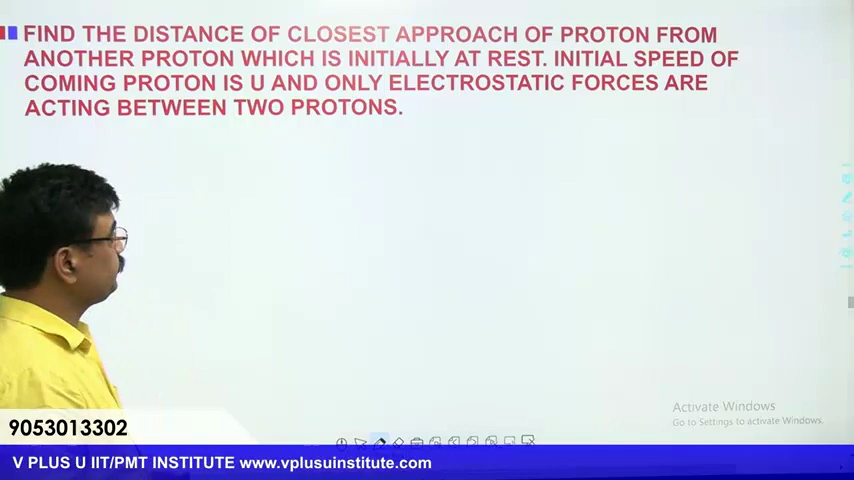 FIND THE DISTANCE OF CLOSEST APPROACH OF PROTON FROM
ANOTHER PROTON WHICH IS INITIALLY AT REST. INITIAL SPEED OF
COMING PROTON IS U AND ONLY ELECTROSTATIC FORCES ARE
ACTING BETWEEN TWO PROTONS.
Activate Windows
Go to Settings to activate Windows.
9053013302
V PLUS U IIT/PMT INSTITUTE www.vplusuinstitute.com